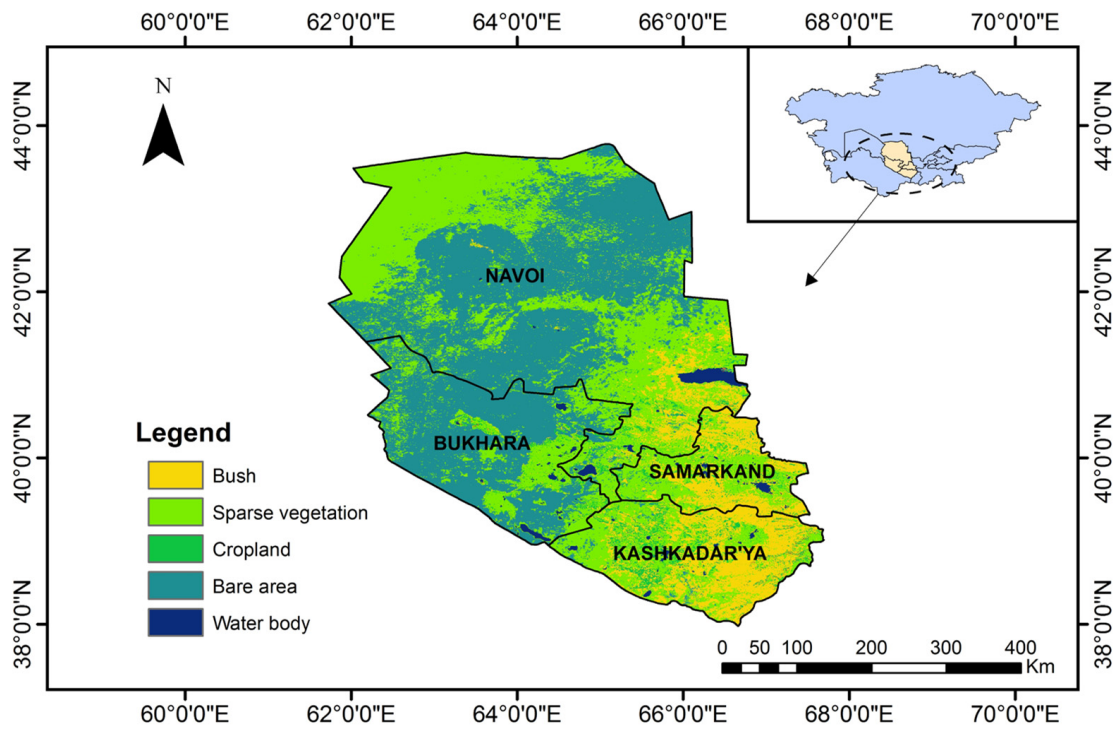 60°0'0"E 62°0'0"E 64°0'0"E 66°0'0"E 68°0'0"E 70°0'0"E
N
44°0'0"N
44°0'0"N
42°0'0"N
42°0'0"N
40°0'0"N
40°0'0"N
38°0'0"N
38°0'0"N
NAVOI
BUKHARA
SAMARKAND
KASHKADAR'YA
Legend
Bush
Sparse vegetation
Cropland
Bare area
Water body
0 50 100 200 300 400
Km
60°0'0"E 62°0'0"E 64°0'0"E 66°0'0"E 68°0'0"E 70°0'0"E